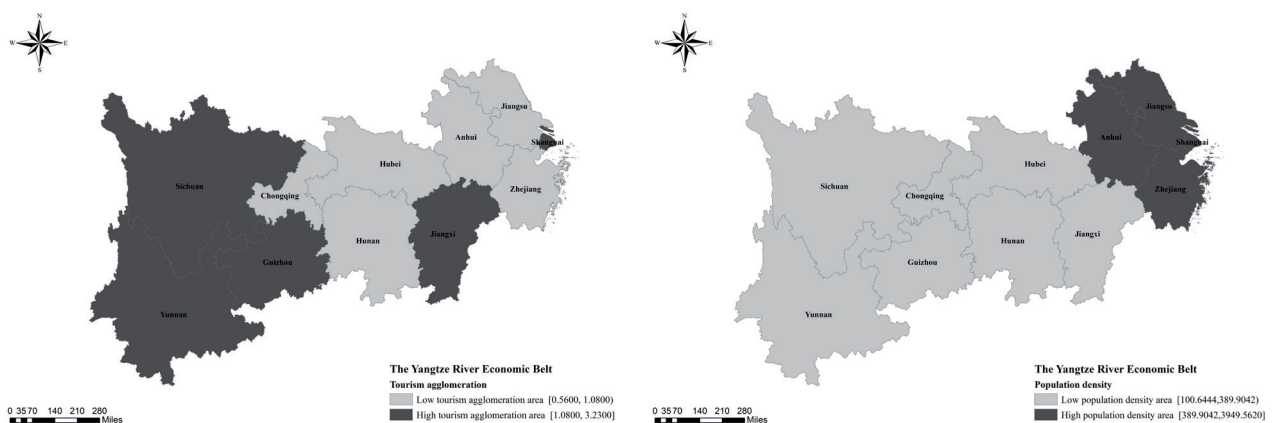 N
W E
S
Jiangsu
Anhui
Shanghai
Hubei
Sichuan
Chongqing
Zhejiang
Hunan
Jiangxi
Guizhou
Yunnan
The Yangtze River Economic Belt
Tourism agglomeration
Low tourism agglomeration area [0.5600, 1.0800)
High tourism agglomeration area [1.0800, 3.2300]
0 35 70 140 210 280
Miles
N
W E
S
Jiangsu
Anhui
Shanghai
Hubei
Sichuan
Chongqing
Zhejiang
Hunan
Jiangxi
Guizhou
Yunnan
The Yangtze River Economic Belt
Population density
Low population density area [100.6444,389.9042)
High population density area [389.9042,3949.5620]
0 35 70 140 210 280
Miles